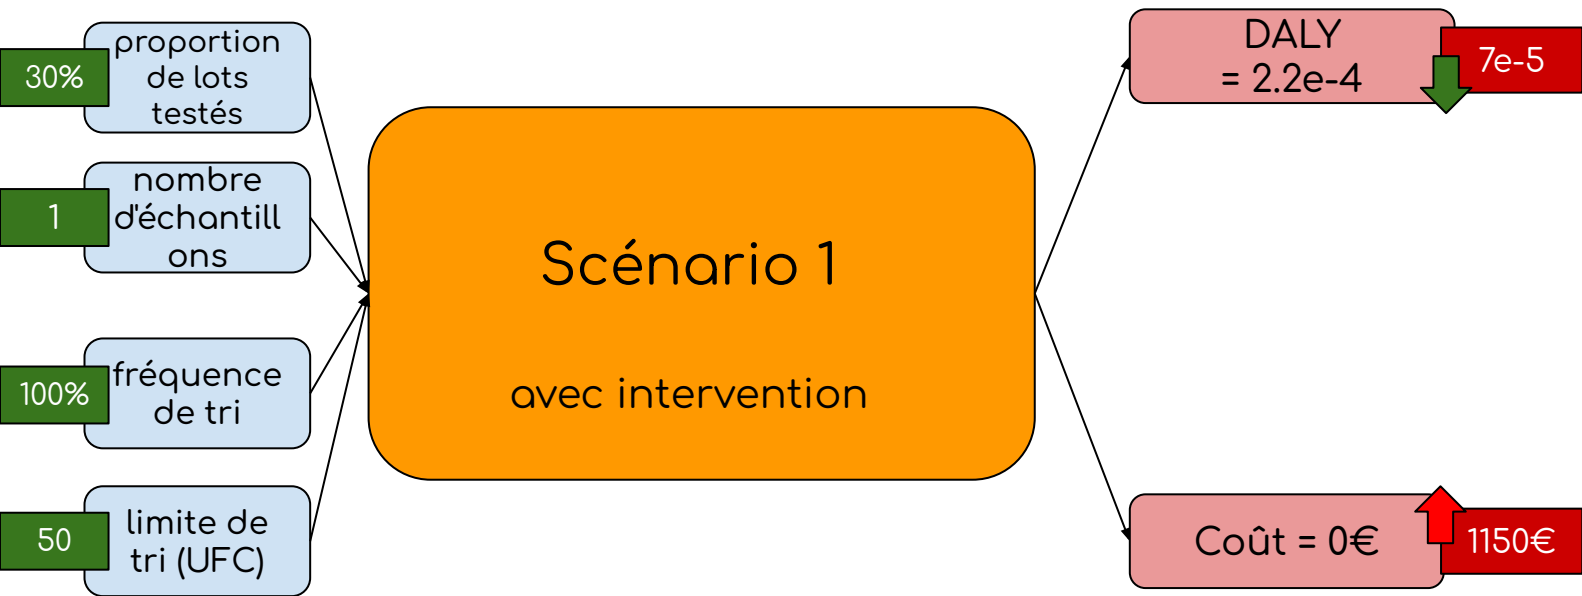 30%
proportion
de lots
testés
1
nombre
d'échantill
ons
100%
fréquence
de tri
50
limite de
tri (UFC)
Scénario 1
avec intervention
DALY
= 2.2e-4
7e-5
Coût = 0€
1150€